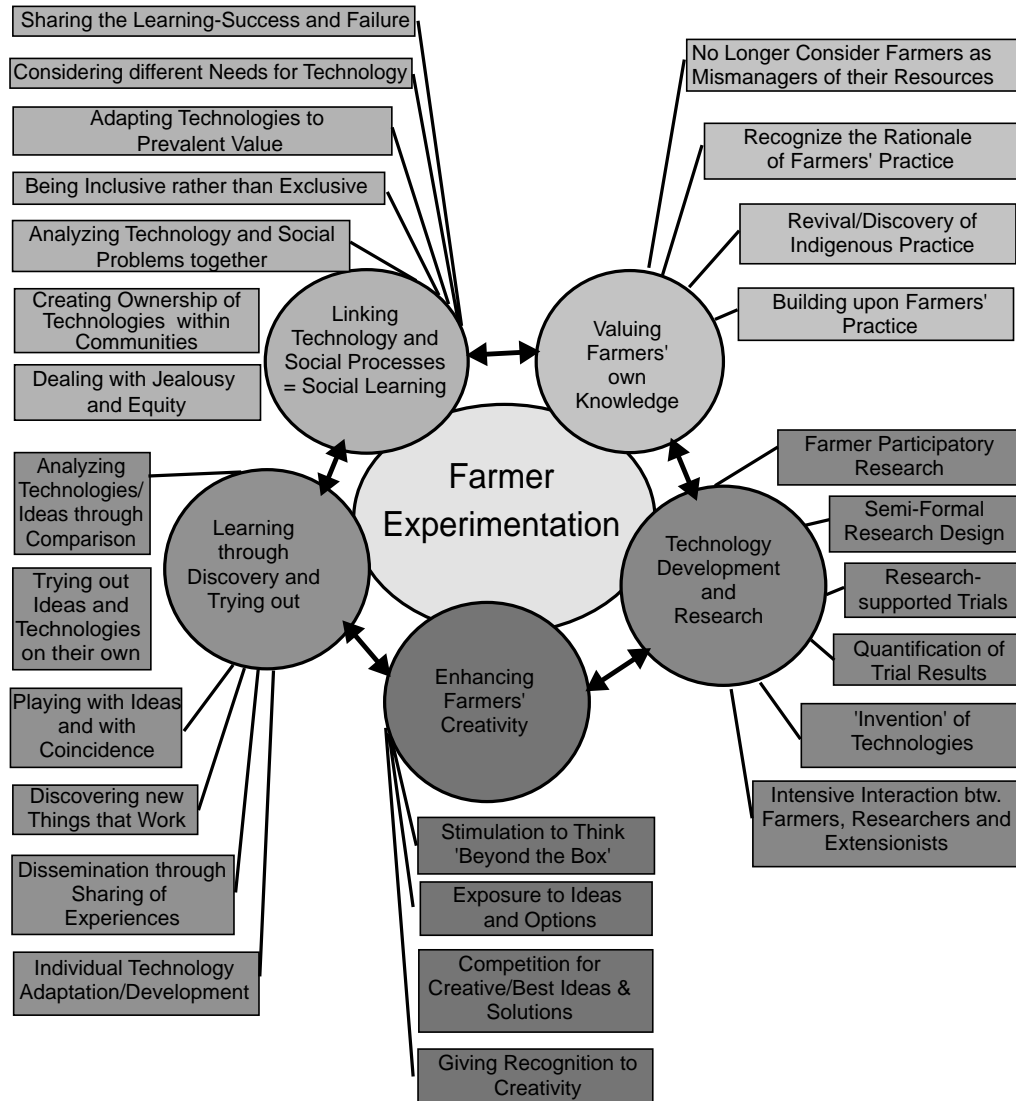 Sharing the Learning-Success and Failure
Considering different Needs for Technology
Adapting Technologies to
Prevalent Value
Being Inclusive rather than Exclusive
Analyzing Technology and Social
Problems together
Creating Ownership of
Technologies within
Communities
Dealing with Jealousy
and Equity
Linking
Technology and
Social Processes
= Social Learning
No Longer Consider Farmers as
Mismanagers of their Resources
Recognize the Rationale
of Farmers' Practice
Revival/Discovery of
Indigenous Practice
Building upon Farmers'
Practice
Valuing
Farmers'
own
Knowledge
Farmer
Experimentation
Analyzing
Technologies/
Ideas through
Comparison
Trying out
Ideas and
Technologies
on their own
Playing with Ideas
and with
Coincidence
Discovering new
Things that Work
Dissemination through
Sharing of
Experiences
Individual Technology
Adaptation/Development
Learning
through
Discovery and
Trying out
Technology
Development
and
Research
Farmer Participatory
Research
Semi-Formal
Research Design
Research-
supported Trials
Quantification of
Trial Results
'Invention' of
Technologies
Intensive Interaction btw.
Farmers, Researchers and
Extensionists
Enhancing
Farmers'
Creativity
Stimulation to Think
'Beyond the Box'
Exposure to Ideas
and Options
Competition for
Creative/Best Ideas &
Solutions
Giving Recognition to
Creativity